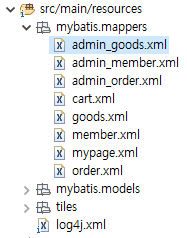 src/main/resources
mybatis.mappers
admin_goods.xml
admin_member.xml
admin_order.xml
cart.xml
goods.xml
member.xml
mypage.xml
order.xml
mybatis.models
tiles
log4j.xml